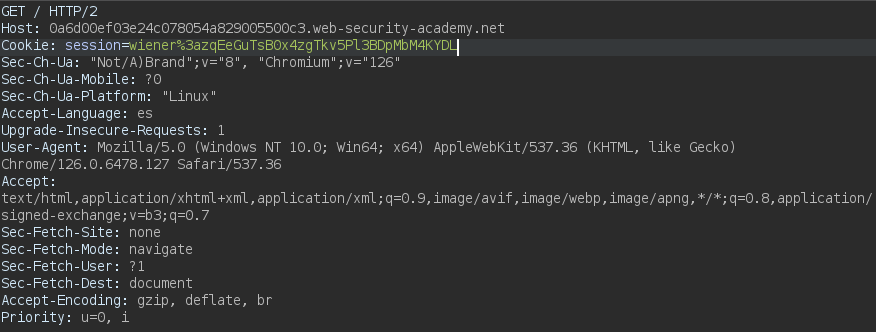 GET / HTTP/2
Host: 0a6d00ef03e24c078054a829005500c3.web-security-academy.net
Cookie: session=wiener%3azqEeGuTsB0x4zgTkv5Pl3BDpMbM4KYDL
Sec-Ch-Ua: "Not/A)Brand";v="8", "Chromium";v="126"
Sec-Ch-Ua-Mobile: ?0
Sec-Ch-Ua-Platform: "Linux"
Accept-Language: es
Upgrade-Insecure-Requests: 1
User-Agent: Mozilla/5.0 (Windows NT 10.0; Win64; x64) AppleWebKit/537.36 (KHTML, like Gecko)
Chrome/126.0.6478.127 Safari/537.36
Accept:
text/html,application/xhtml+xml,application/xml;q=0.9,image/avif,image/webp,image/apng,*/*;q=0.8,application/
signed-exchange;v=b3;q=0.7
Sec-Fetch-Site: none
Sec-Fetch-Mode: navigate
Sec-Fetch-User: ?1
Sec-Fetch-Dest: document
Accept-Encoding: gzip, deflate, br
Priority: u=0, i